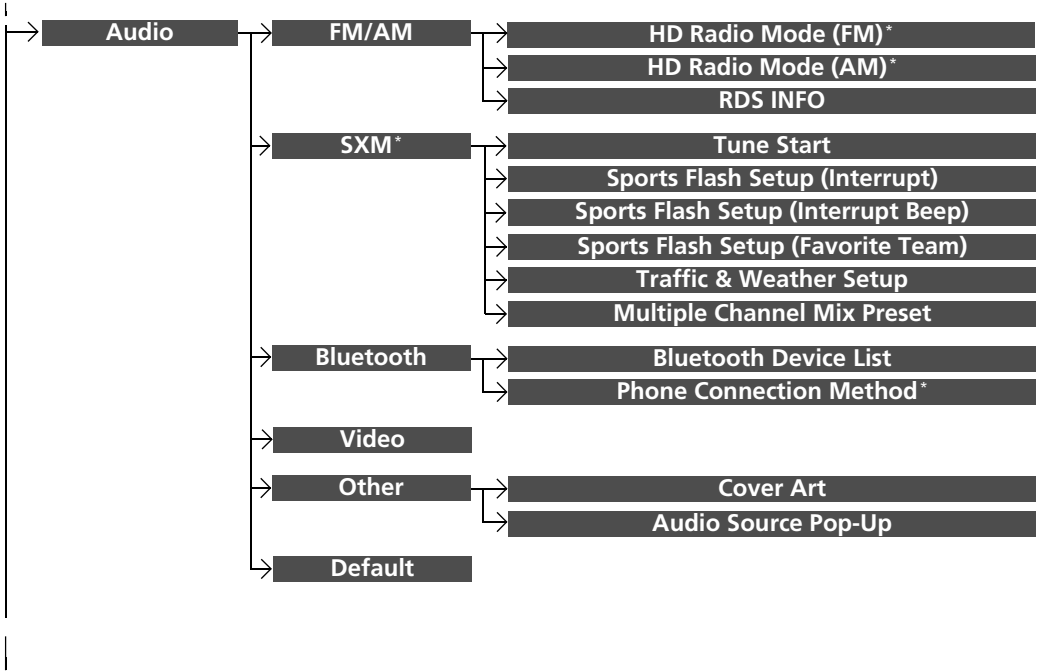 Audio
FM/AM
HD Radio Mode (FM)*
HD Radio Mode (AM)*
RDS INFO
SXM*
Tune Start
Sports Flash Setup (Interrupt)
Sports Flash Setup (Interrupt Beep)
Sports Flash Setup (Favorite Team)
Traffic & Weather Setup
Multiple Channel Mix Preset
Bluetooth
Bluetooth Device List
Phone Connection Method*
Video
Other
Cover Art
Audio Source Pop-Up
Default